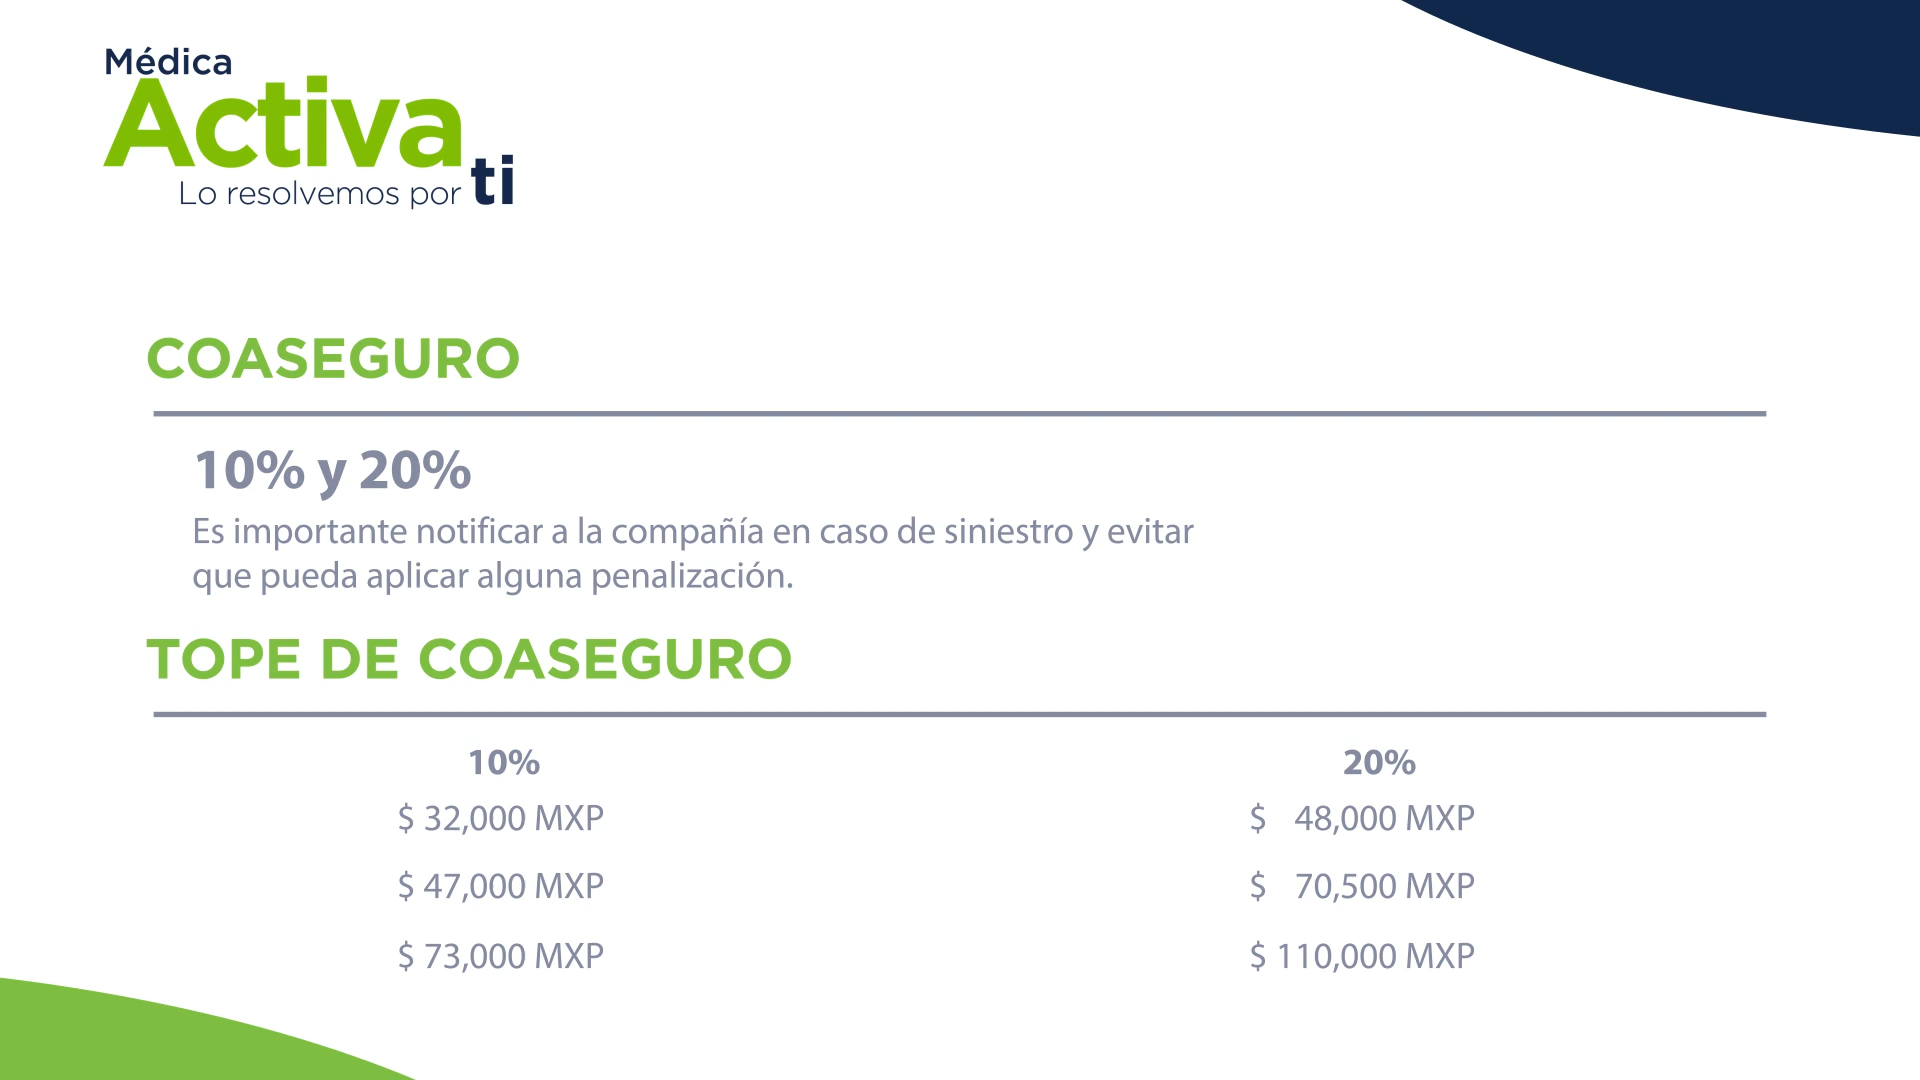 Médica
Activa
Lo resolvemos por ti
COASEGURO
10% y 20%
Es importante notificar a la compañía en caso de siniestro y evitar
que pueda aplicar alguna penalización.
TOPE DE COASEGURO
10% 20%
$ 32,000 MXP $ 48,000 MXP
$ 47,000 MXP $ 70,500 MXP
$ 73,000 MXP $ 110,000 MXP